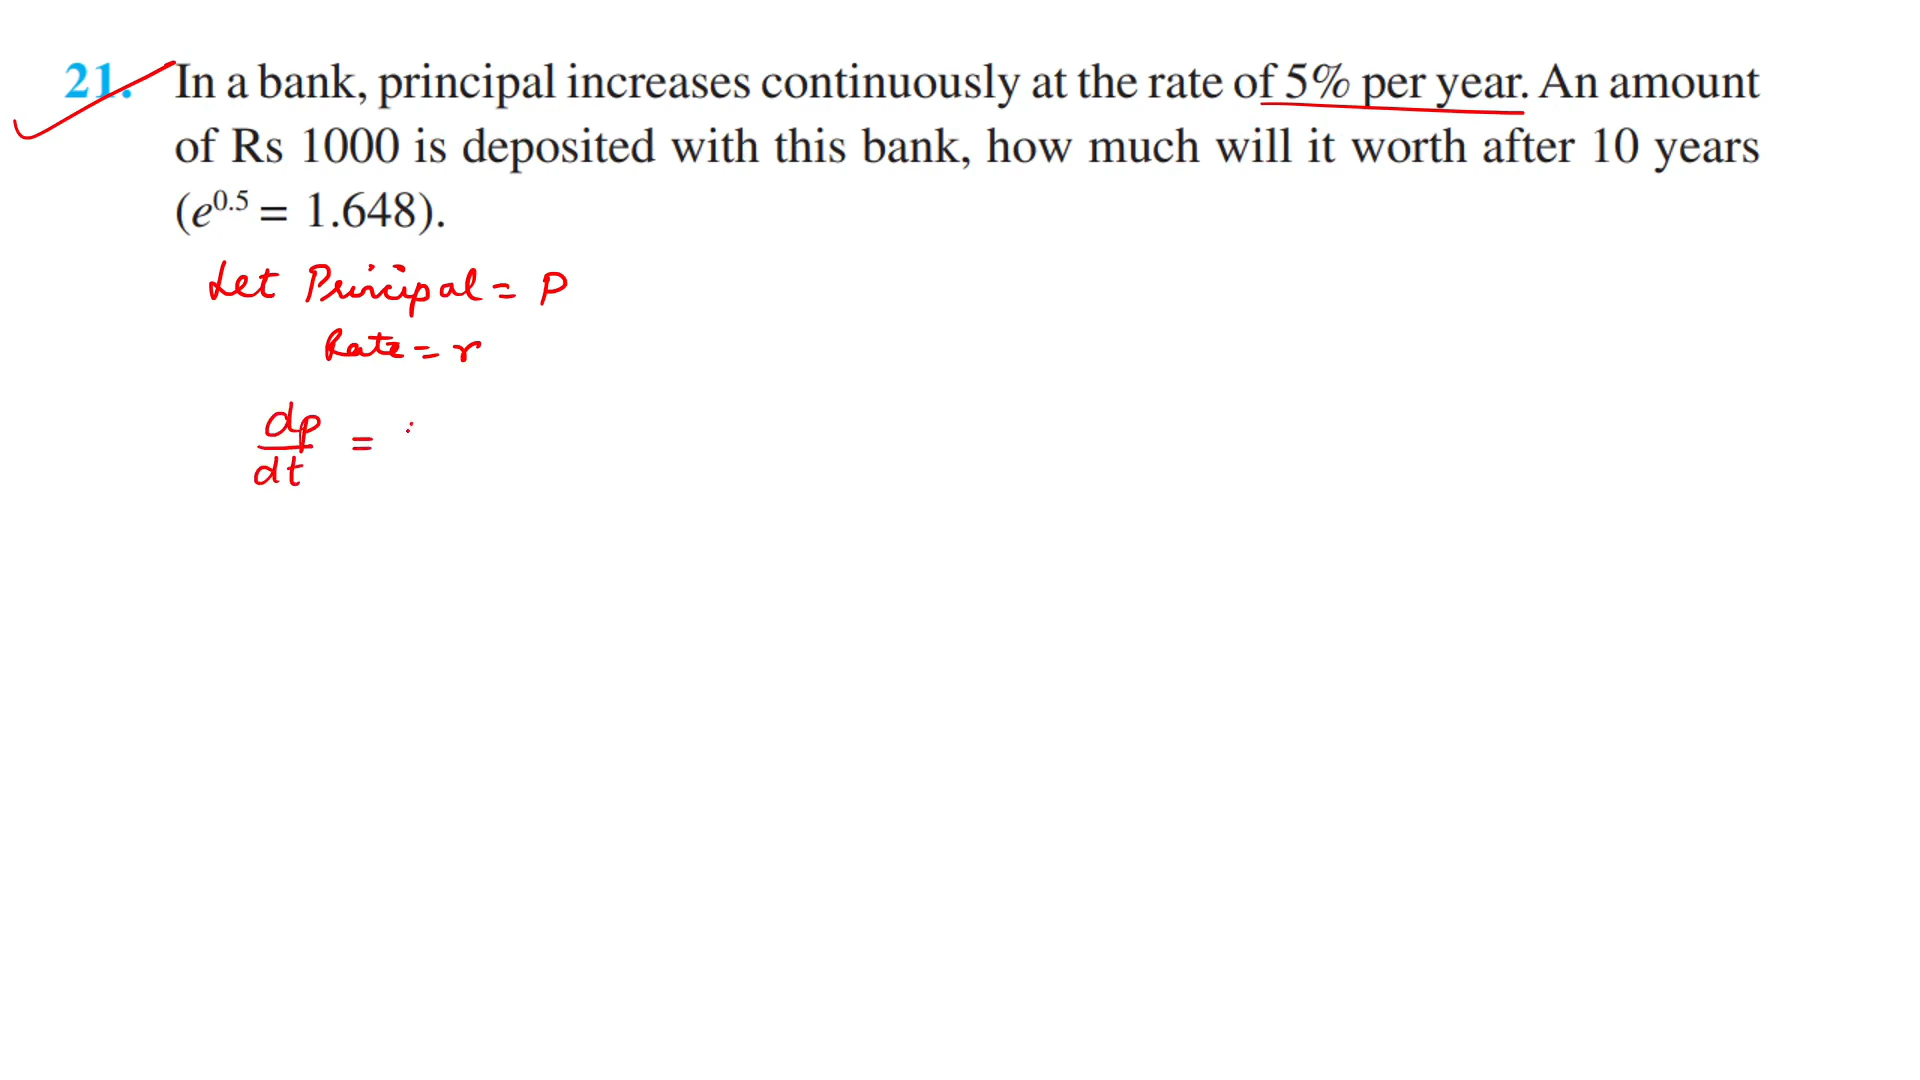 21. In a bank, principal increases continuously at the rate of 5% per year. An amount
of Rs 1000 is deposited with this bank, how much will it worth after 10 years
(e^0.5 = 1.648).
Let Principal = P
Rate = r
dp/dt =